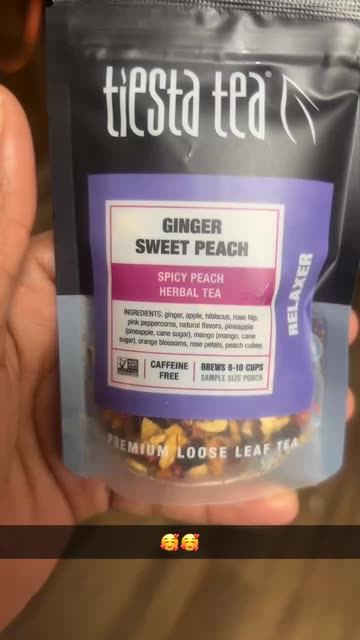 tiesta tea®
GINGER
SWEET PEACH
SPICY PEACH
HERBAL TEA
INGREDIENTS: ginger, apple, hibiscus, rose hip,
pink peppercorns, natural flavors, pineapple
(pineapple, cane sugar), mango (mango, cane
sugar), orange blossoms, rose petals, peach cubes
CAFFEINE
FREE
BREWS 6-10 CUPS
SAMPLE SIZE POUCH
RELAXER
PREMIUM LOOSE LEAF TEA
🥰🥰